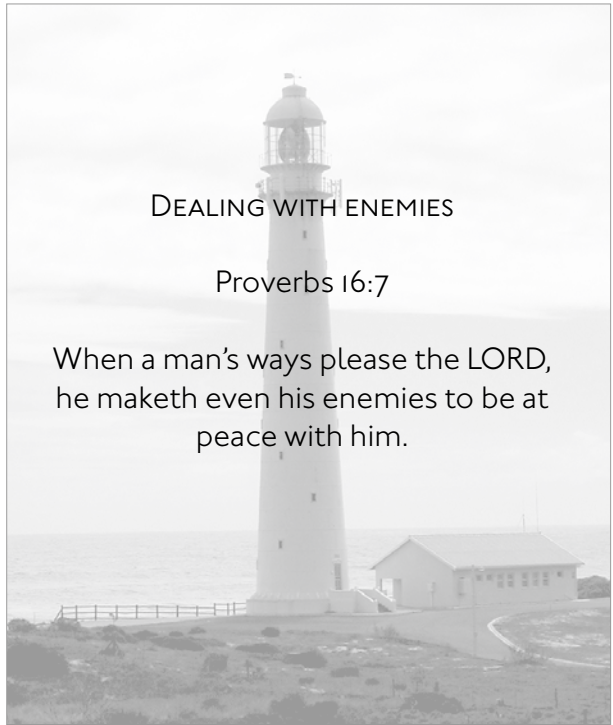 Dealing with enemies
Proverbs 16:7
When a man’s ways please the LORD,
he maketh even his enemies to be at
peace with him.